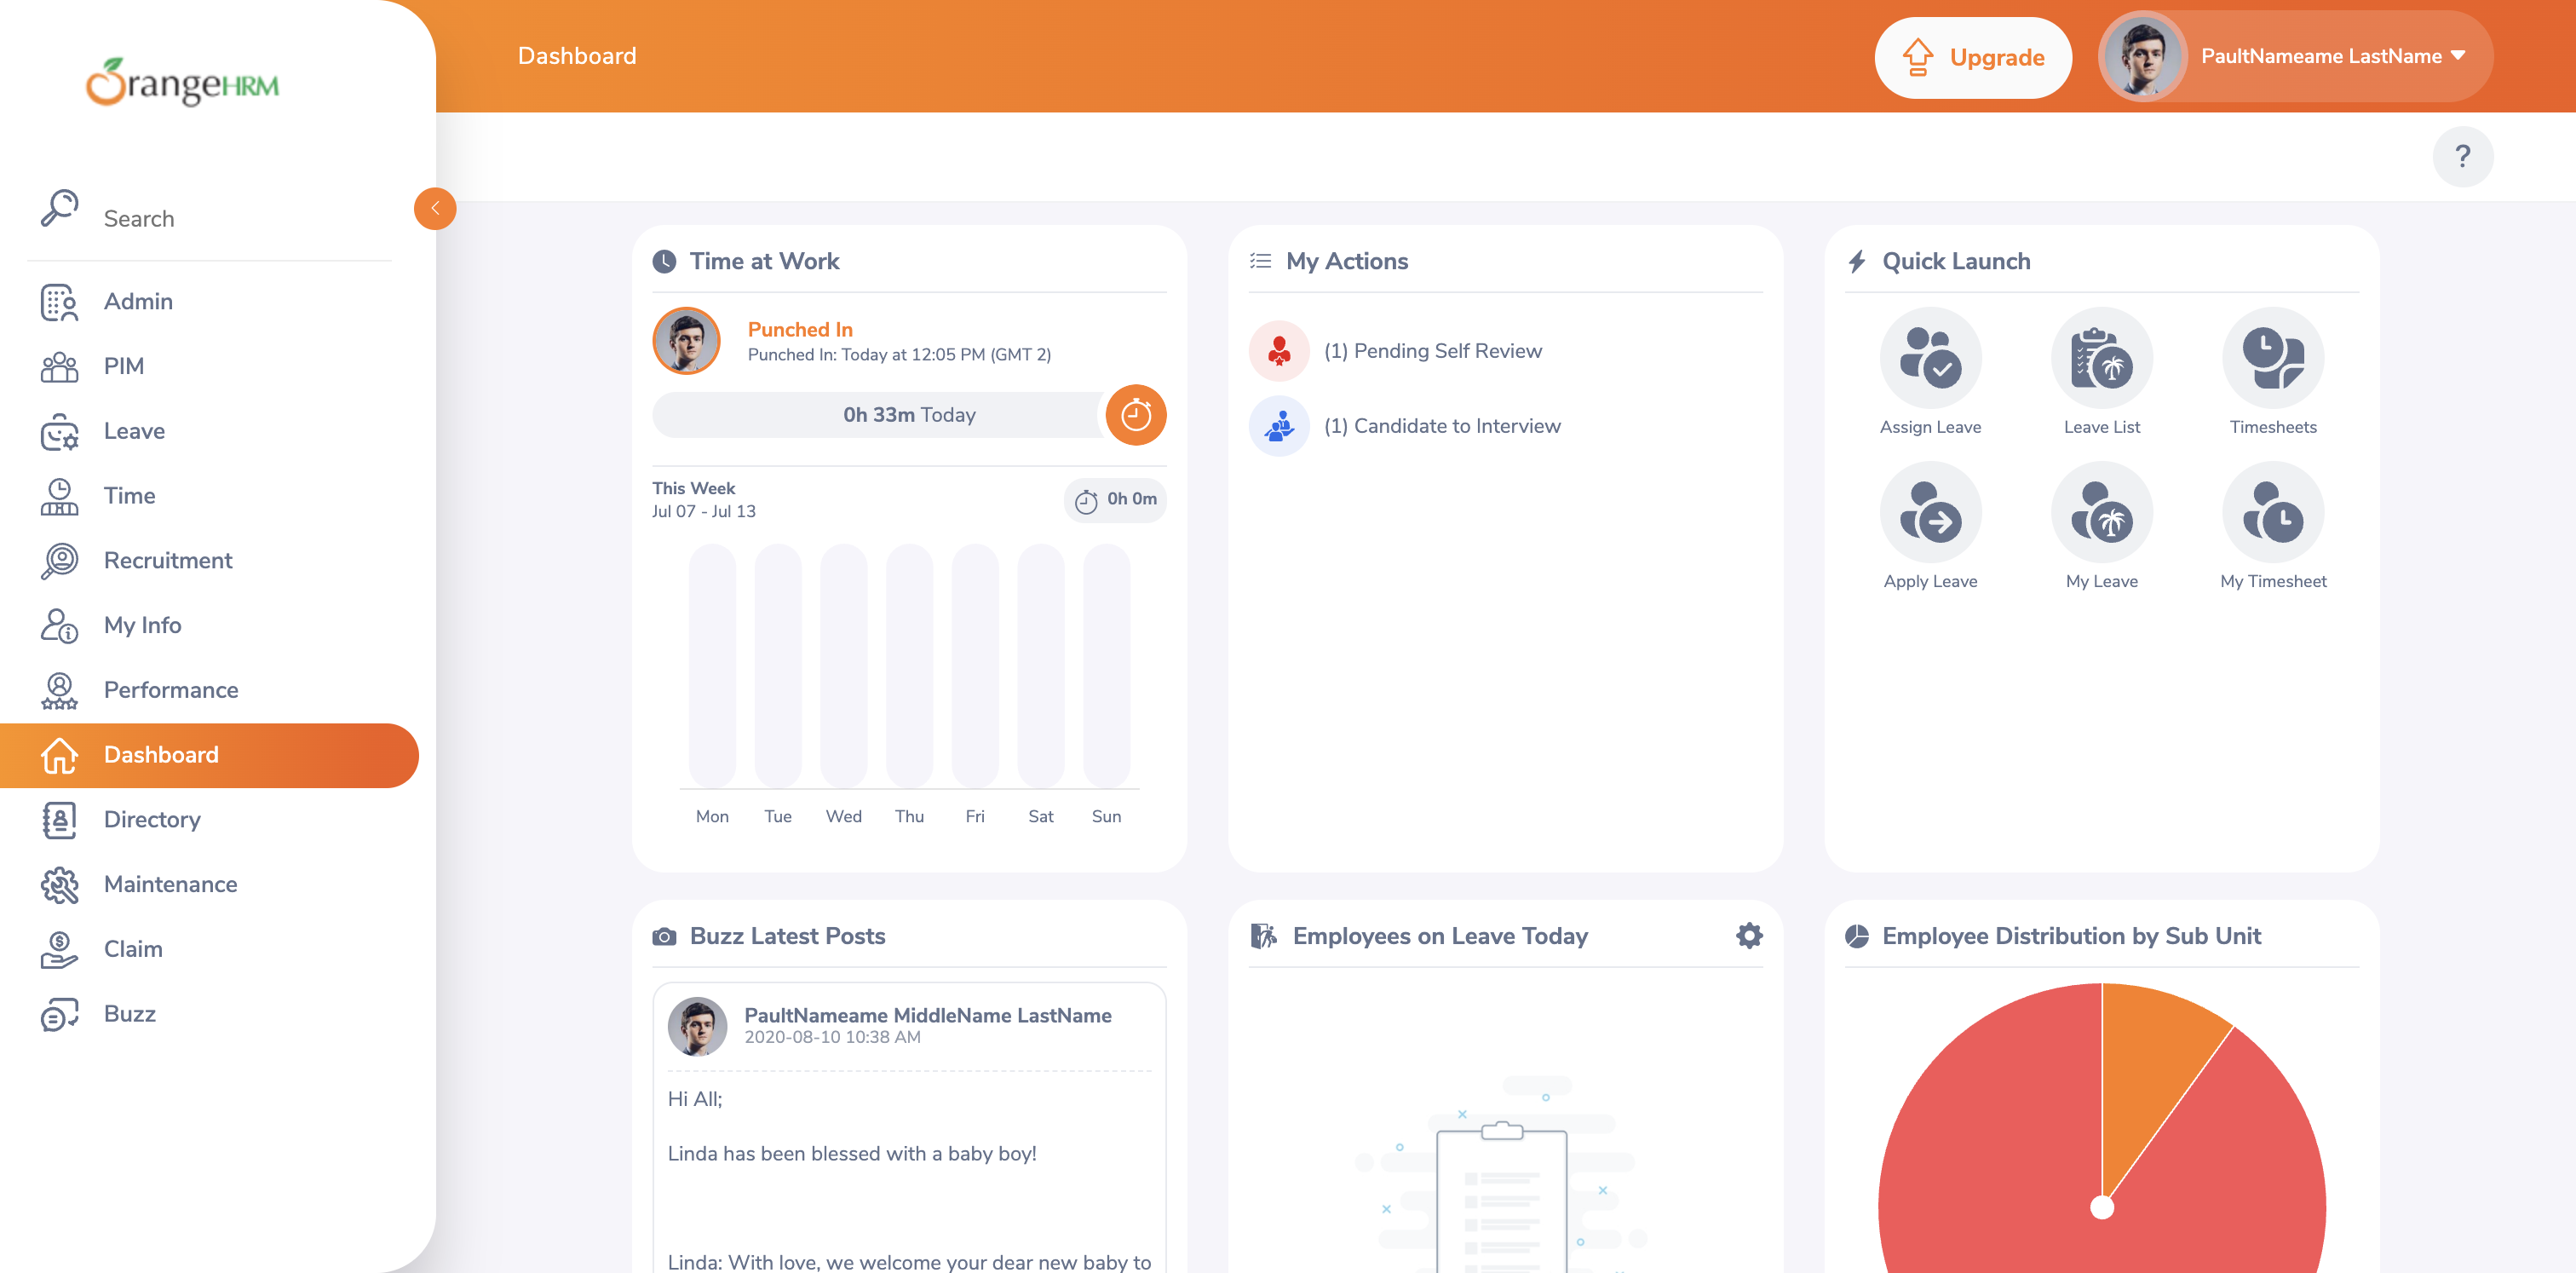 OrangeHRM
Search
Admin
PIM
Leave
Time
Recruitment
My Info
Performance
Dashboard
Directory
Maintenance
Claim
Buzz
Dashboard
Upgrade
PaultNameame LastName
?
Time at Work
Punched In
Punched In: Today at 12:05 PM (GMT 2)
0h 33m Today
This Week
Jul 07 - Jul 13
0h 0m
Mon Tue Wed Thu Fri Sat Sun
My Actions
(1) Pending Self Review
(1) Candidate to Interview
Quick Launch
Assign Leave Leave List Timesheets
Apply Leave My Leave My Timesheet
Buzz Latest Posts
PaultNameame MiddleName LastName
2020-08-10 10:38 AM
Hi All;
Linda has been blessed with a baby boy!
Linda: With love, we welcome your dear new baby to
Employees on Leave Today
Employee Distribution by Sub Unit